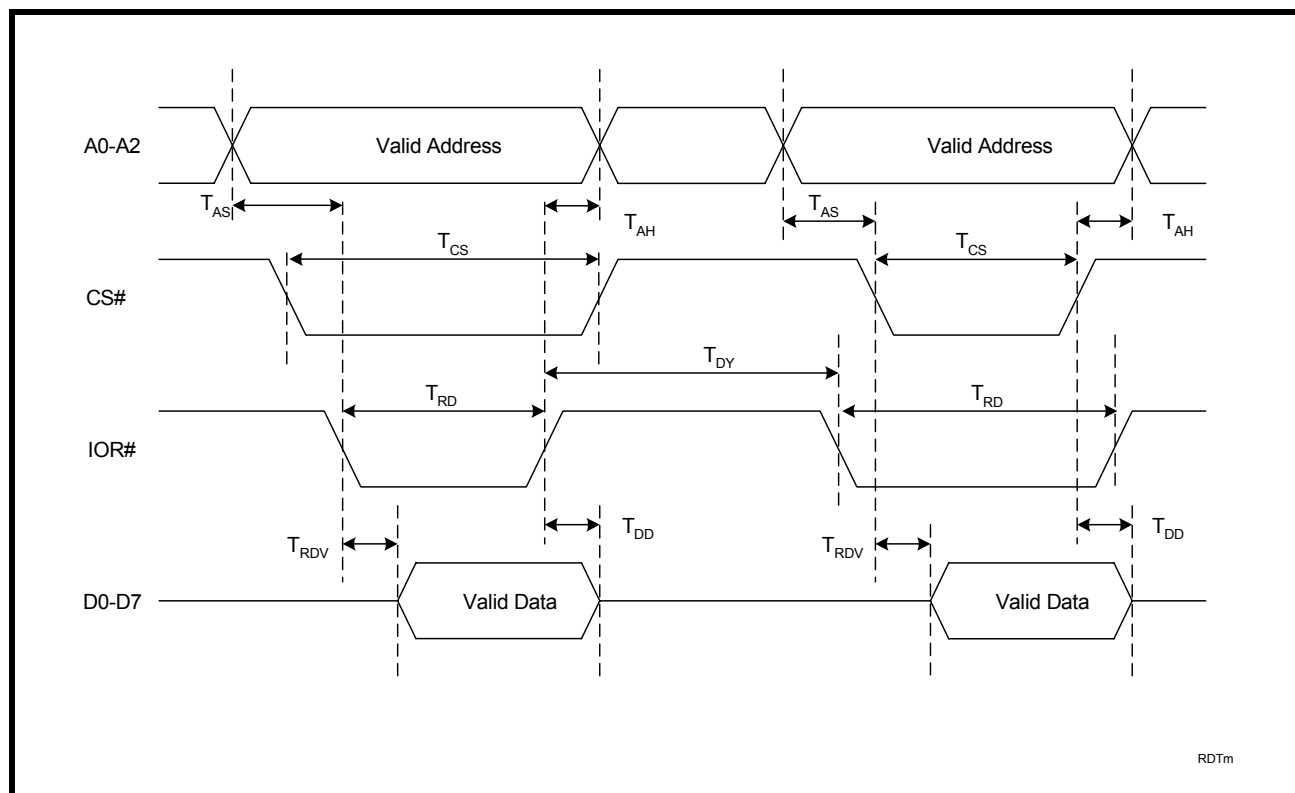 A0-A2
Valid Address
Valid Address
TAS
TAH
TAS
TAH
TCS
TCS
CS#
TDY
TRD
TRD
IOR#
TRDV
TDD
TRDV
TDD
D0-D7
Valid Data
Valid Data
RDTm